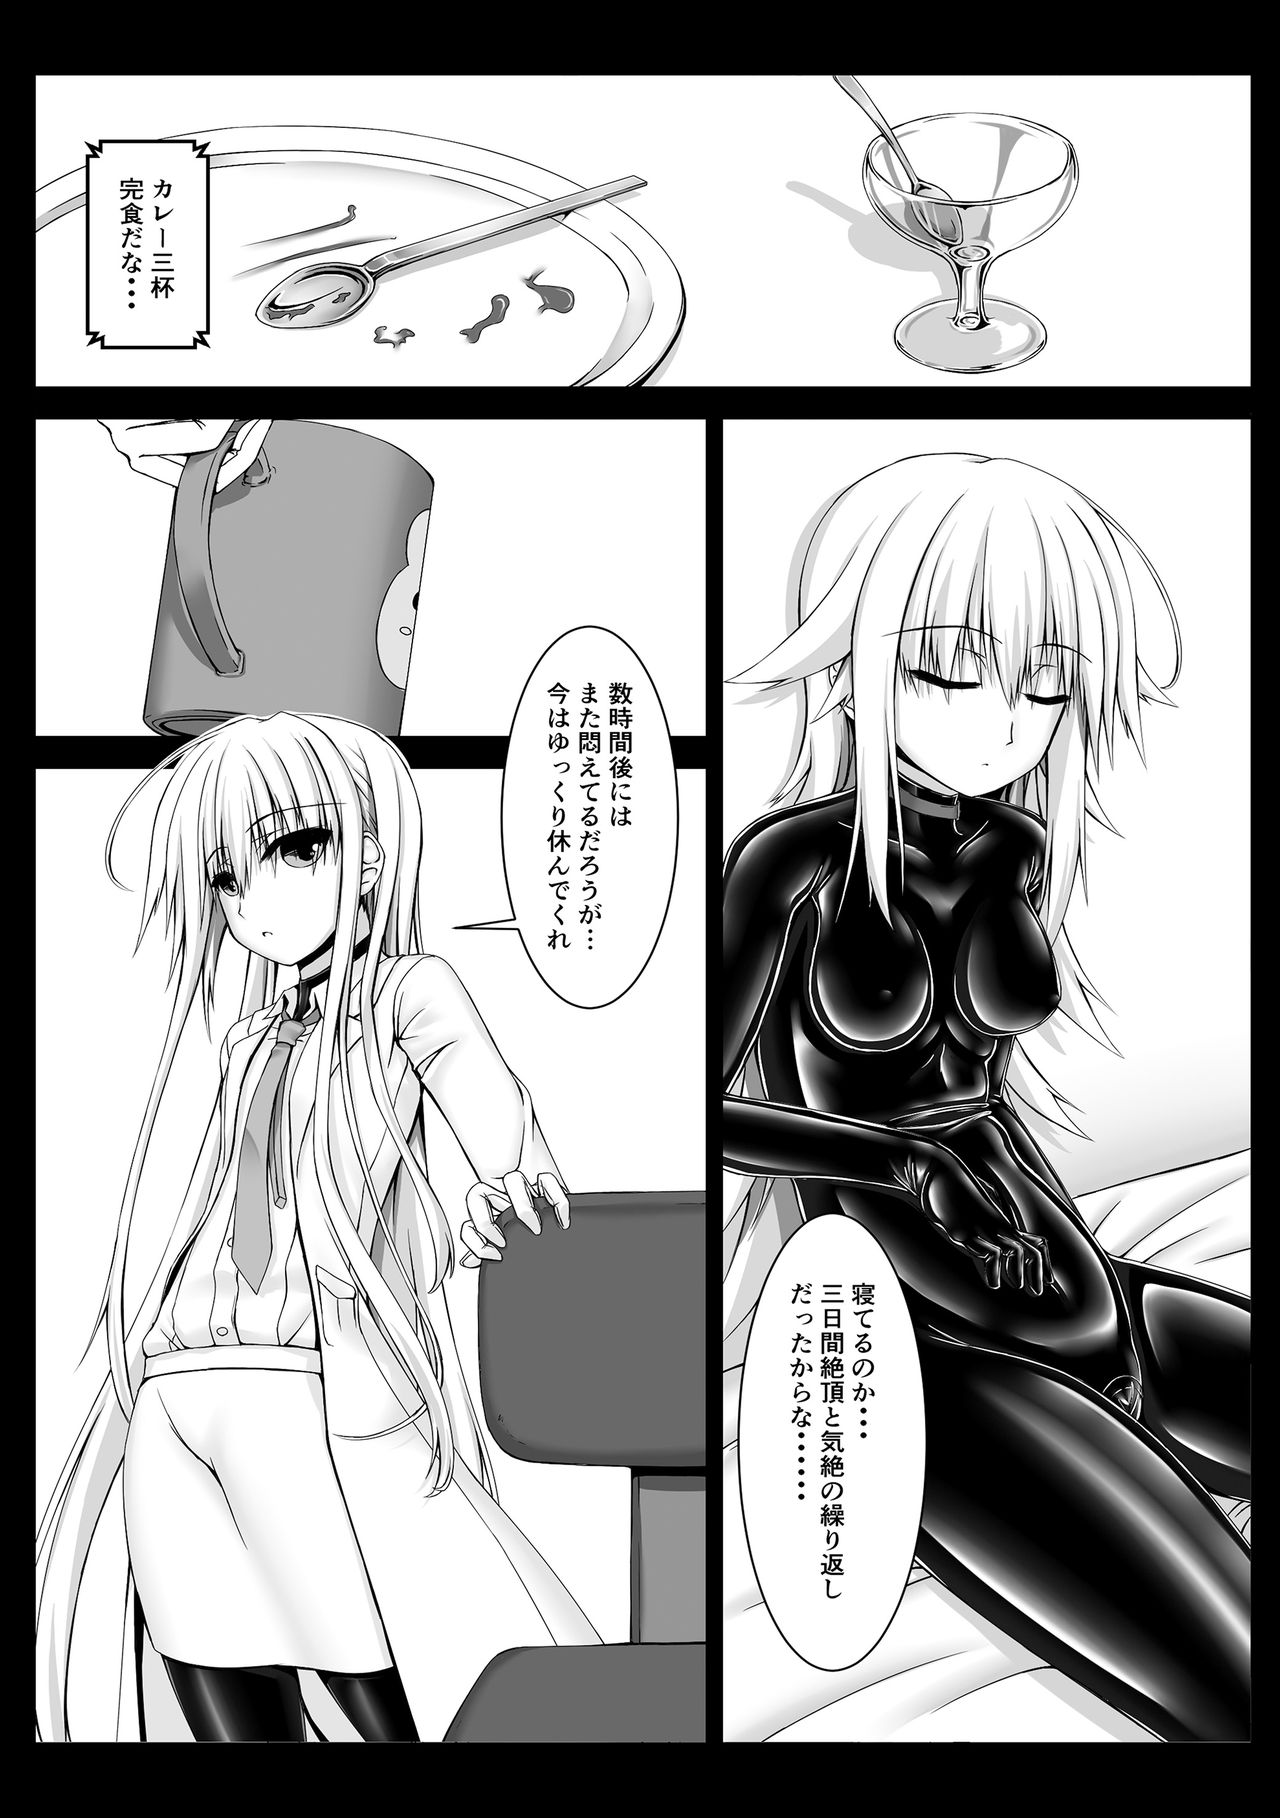 カレー三杯
完食だな・・・
寝てるのか・・・
三日間絶頂と気絶の繰り返し
だったからな・・・・・・
数時間後には
また悶えてるだろうが…
今はゆっくり休んでくれ